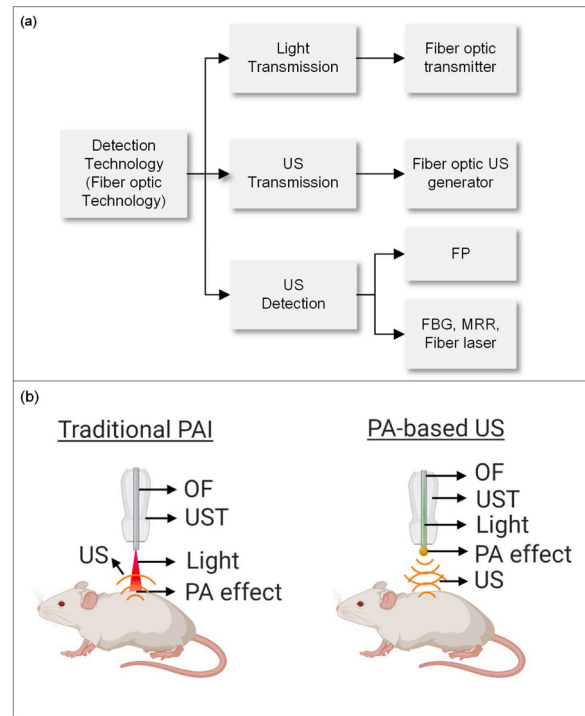 (a)
Light
Transmission
Fiber optic
transmitter
Detection
Technology
(Fiber optic
Technology)
US
Transmission
Fiber optic US
generator
US
Detection
FP
FBG, MRR,
Fiber laser
(b)
Traditional PAI
OF
UST
US
Light
PA effect
PA-based US
OF
UST
Light
PA effect
US